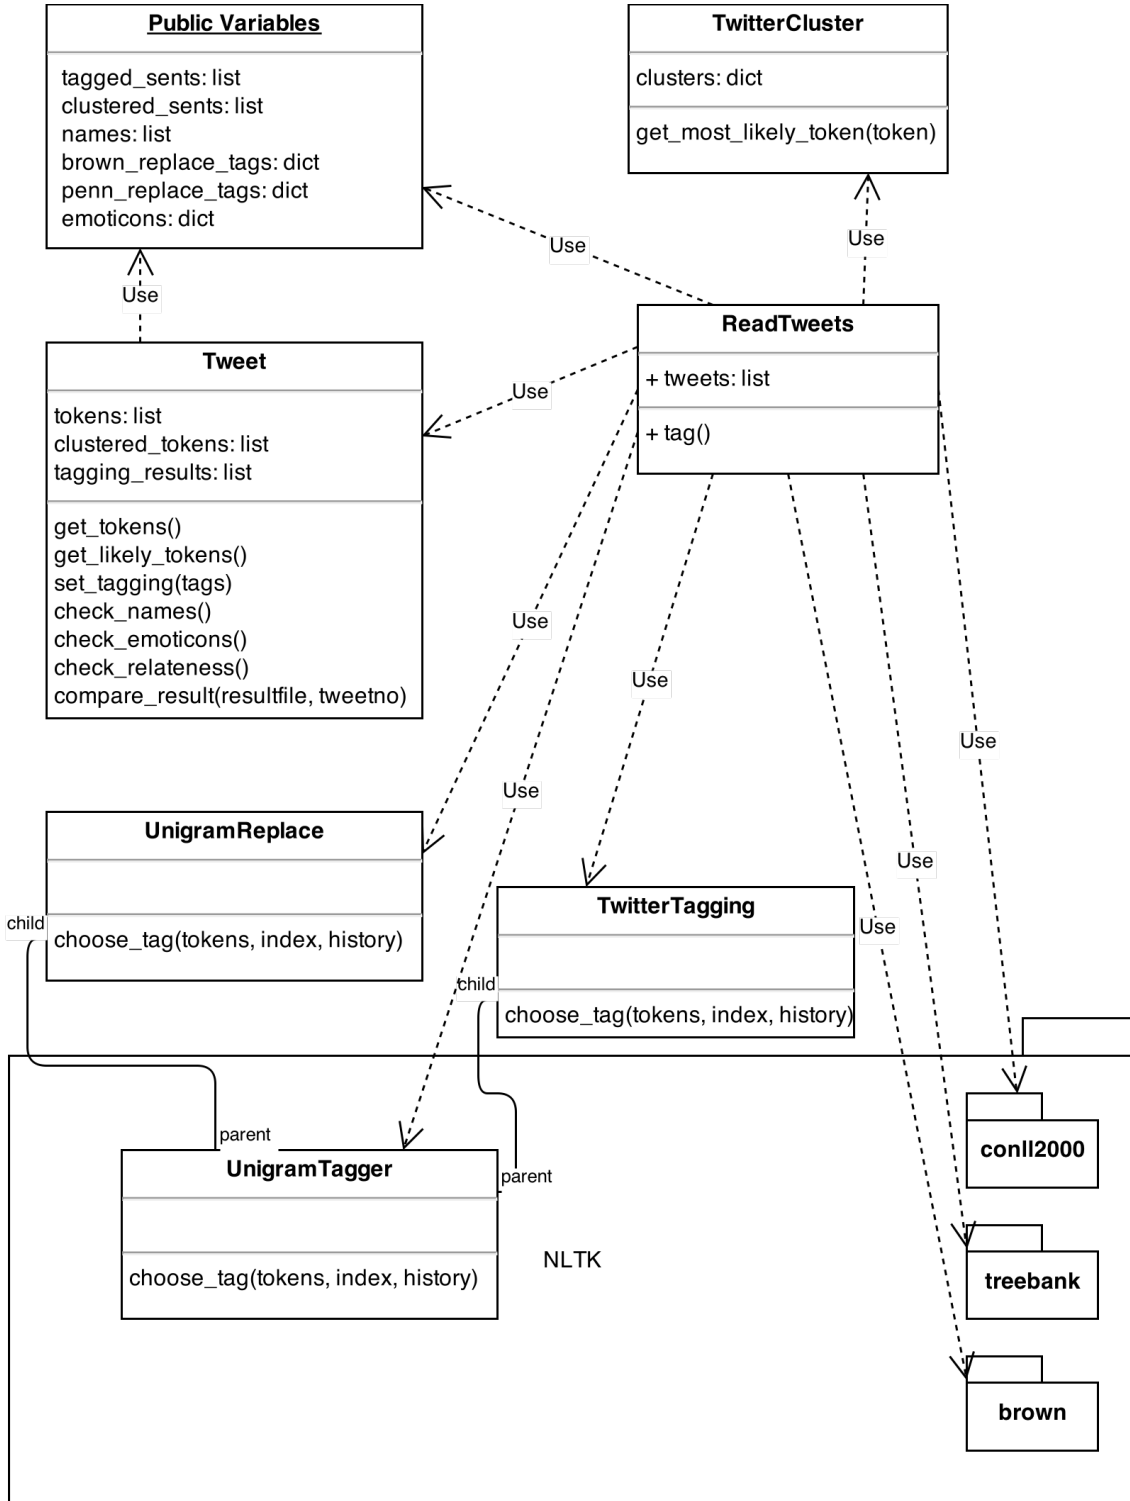 Public Variables
tagged_sents: list
clustered_sents: list
names: list
brown_replace_tags: dict
penn_replace_tags: dict
emoticons: dict
TwitterCluster
clusters: dict
get_most_likely_token(token)
Use
Use
Use
ReadTweets
+ tweets: list
+ tag()
Tweet
tokens: list
clustered_tokens: list
tagging_results: list
get_tokens()
get_likely_tokens()
set_tagging(tags)
check_names()
check_emoticons()
check_relateness()
compare_result(resultfile, tweetno)
Use
Use
Use
Use
Use
Use
Use
UnigramReplace
choose_tag(tokens, index, history)
child
TwitterTagging
choose_tag(tokens, index, history)
child
parent
UnigramTagger
choose_tag(tokens, index, history)
parent
NLTK
conll2000
treebank
brown